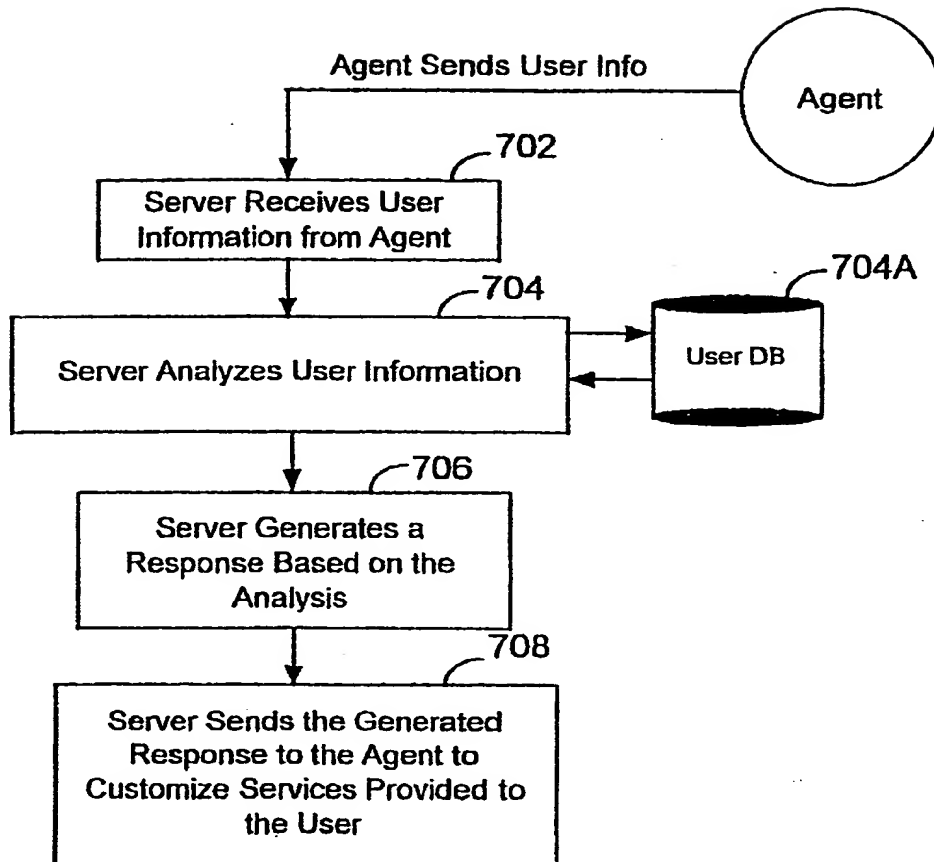 Agent Sends User Info
Agent
702
Server Receives User
Information from Agent
704
704A
Server Analyzes User Information
User DB
706
Server Generates a
Response Based on the
Analysis
708
Server Sends the Generated
Response to the Agent to
Customize Services Provided to
the User